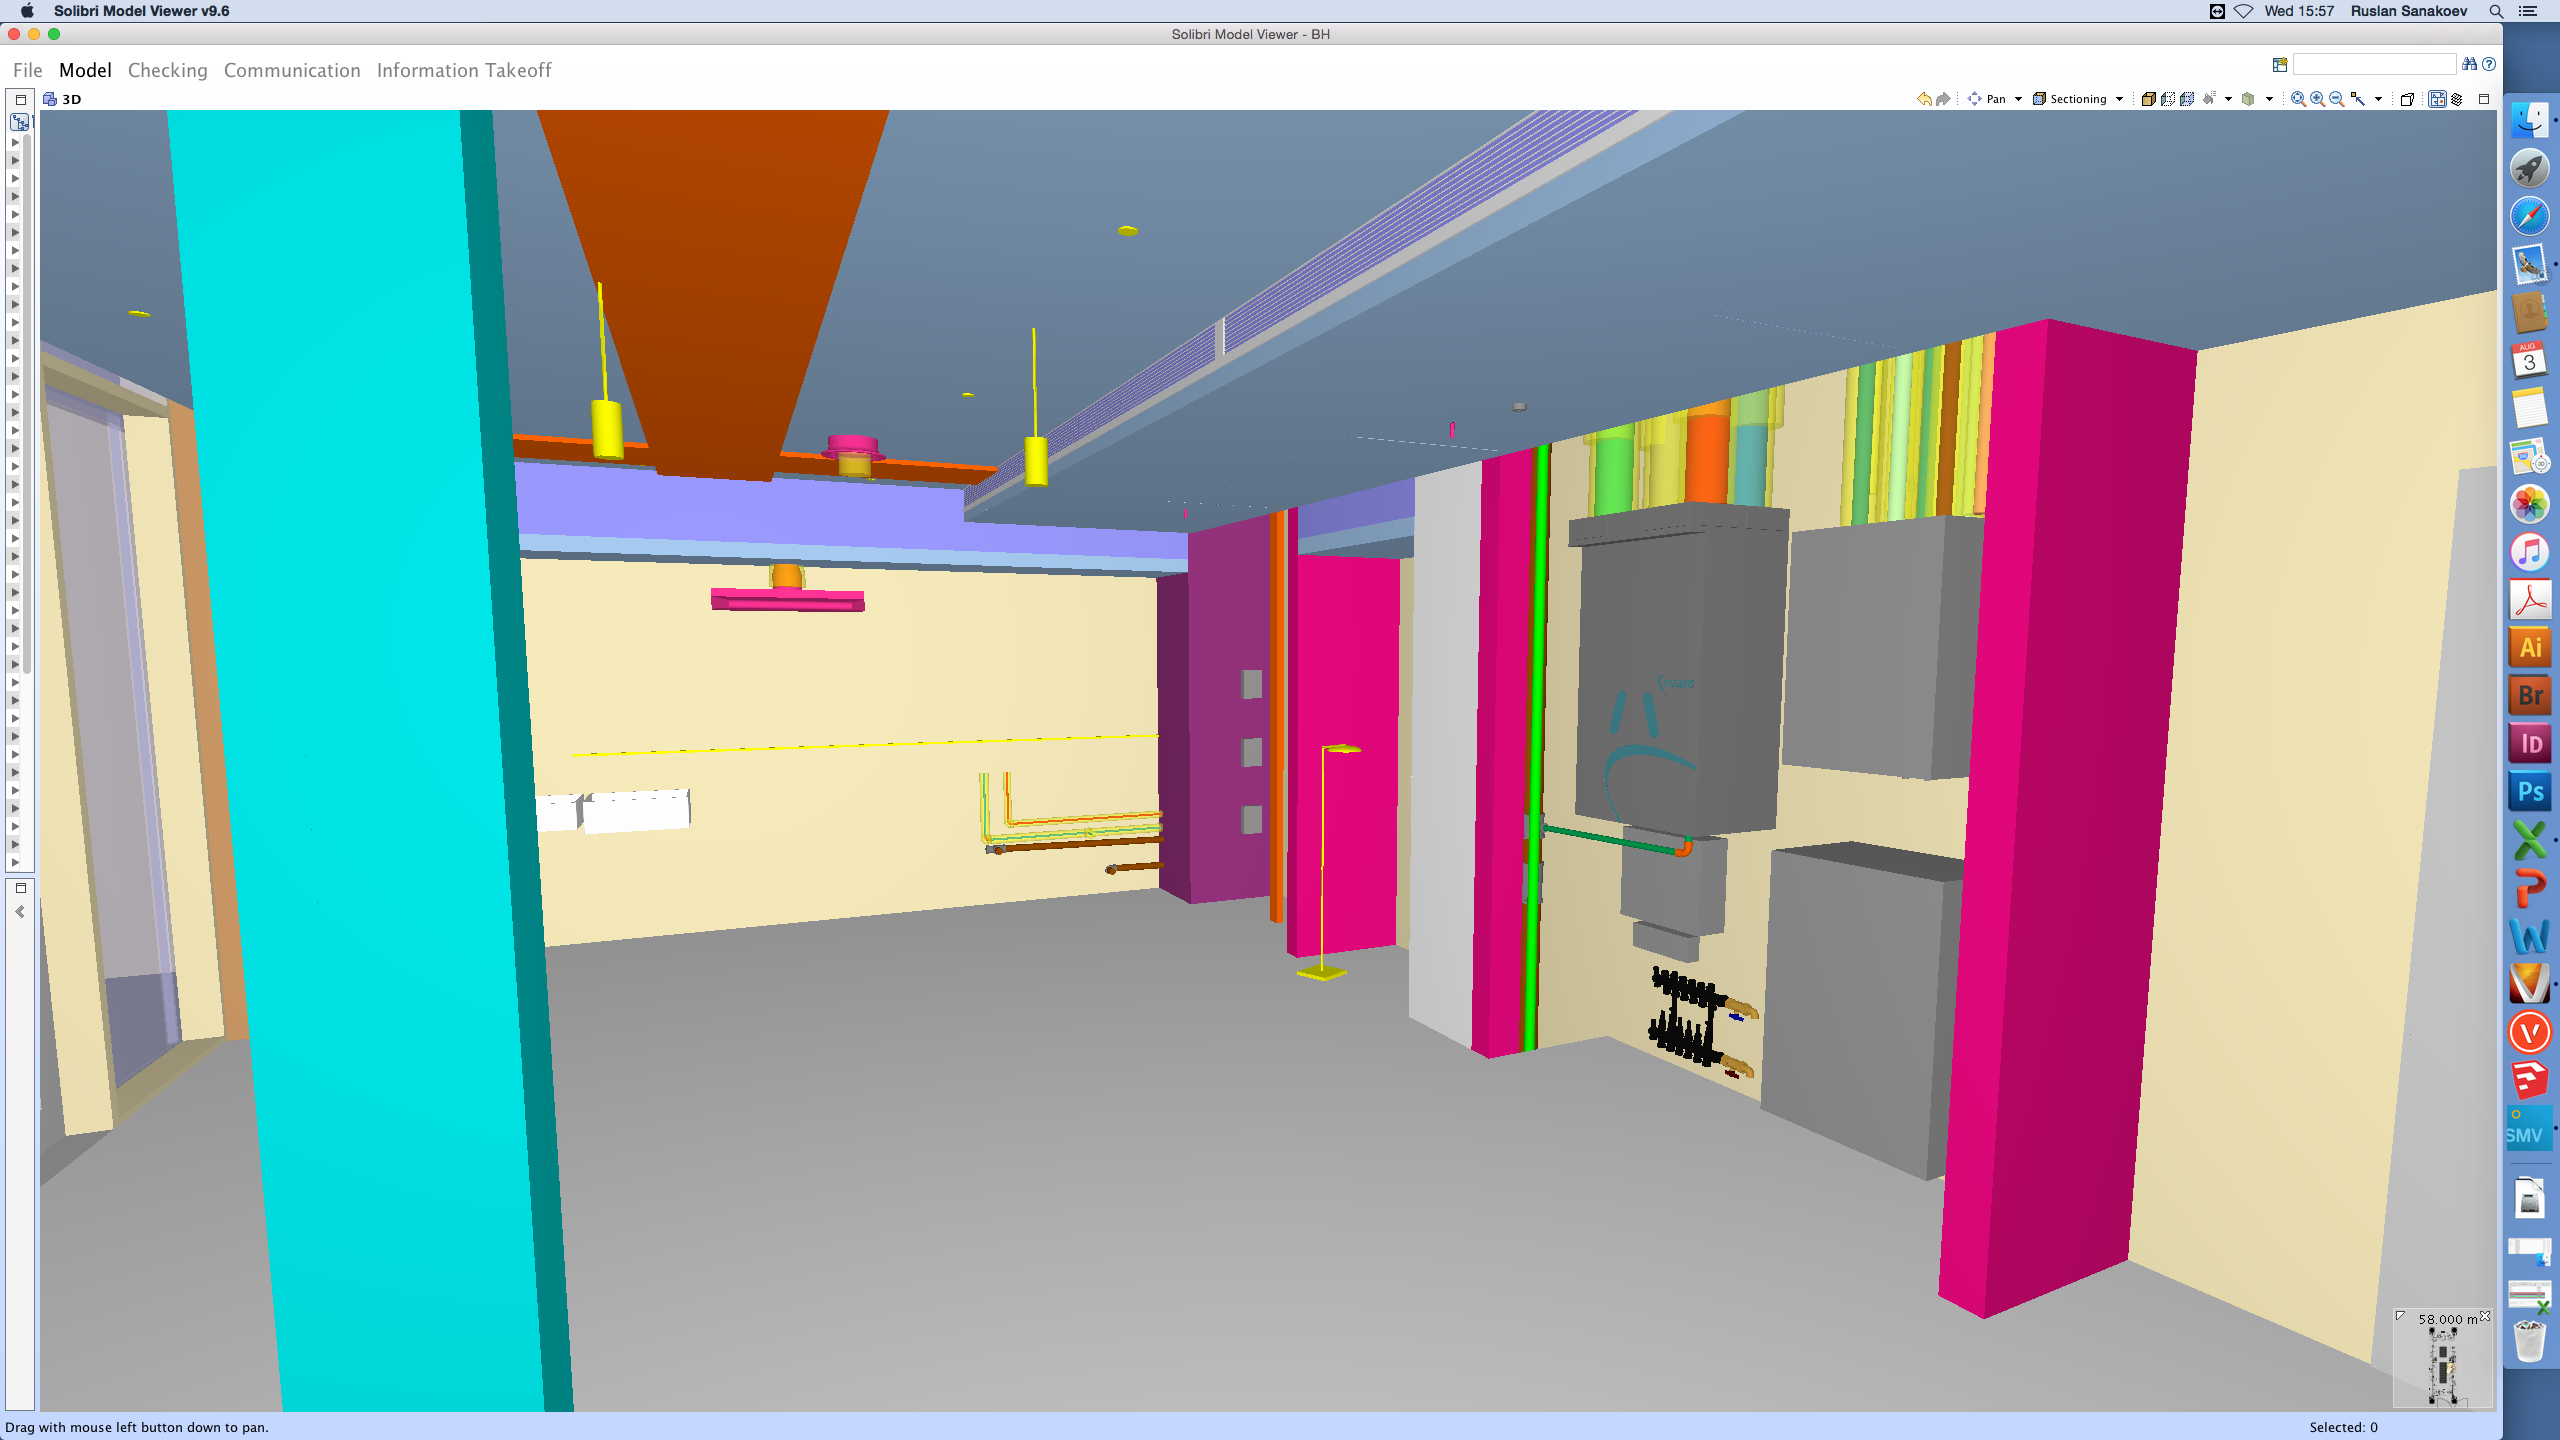 Solibri Model Viewer v9.6
Wed 15:57 Ruslan Sanakoev
Solibri Model Viewer - BH
File Model Checking Communication Information Takeoff
3D
Pan
Sectioning
AUG
3
Ai
Br
Id
Ps
SMV
58.000 m
Drag with mouse left button down to pan.
Selected: 0